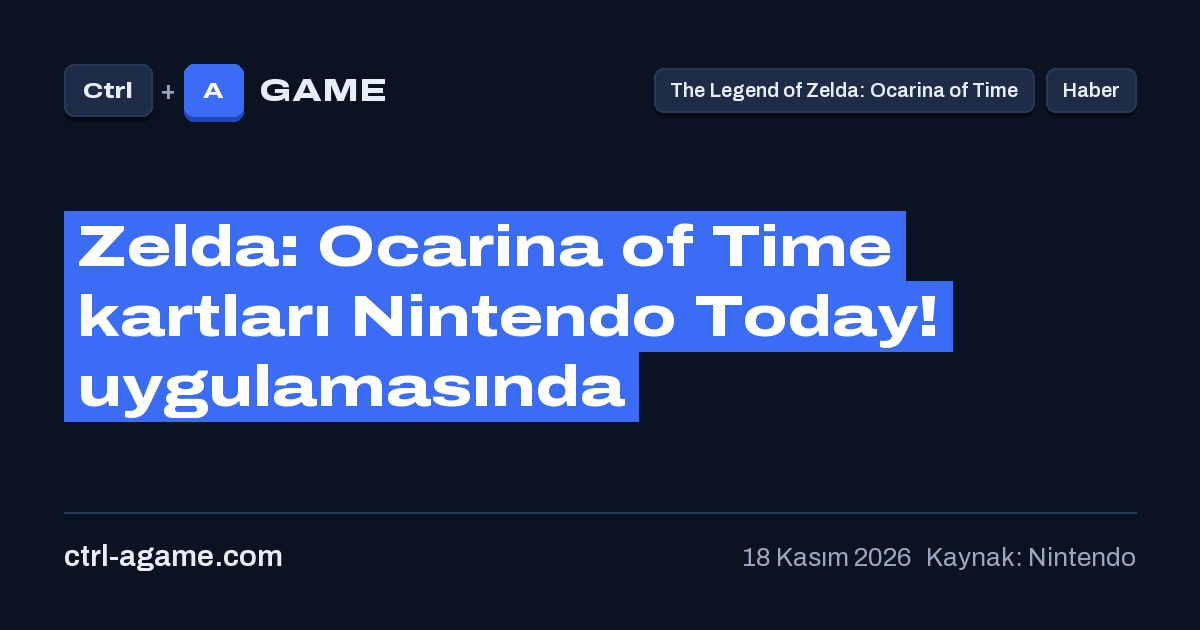 Ctrl + A GAME
The Legend of Zelda: Ocarina of Time Haber
Zelda: Ocarina of Time
kartları Nintendo Today!
uygulamasında
ctrl-agame.com
18 Kasım 2026 Kaynak: Nintendo